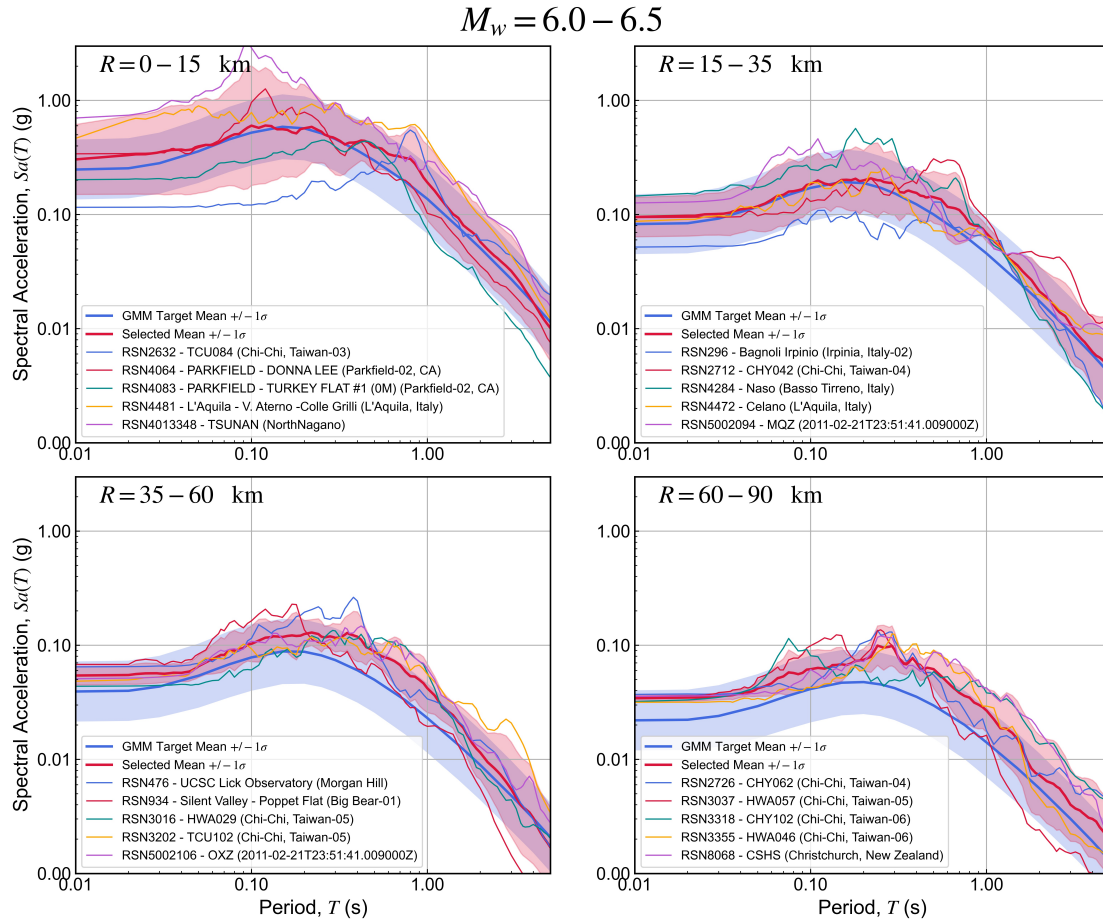 M_w = 6.0 − 6.5
R = 0 − 15 km
Spectral Acceleration, Sa(T) (g)
1.00
0.10
0.01
0.00
0.01
0.10
1.00
GMM Target Mean +/− 1σ
Selected Mean +/− 1σ
RSN2632 - TCU084 (Chi-Chi, Taiwan-03)
RSN4064 - PARKFIELD - DONNA LEE (Parkfield-02, CA)
RSN4083 - PARKFIELD - TURKEY FLAT #1 (0M) (Parkfield-02, CA)
RSN4481 - L'Aquila - V. Aterno -Colle Grilli (L'Aquila, Italy)
RSN4013348 - TSUNAN (NorthNagano)
R = 15 − 35 km
1.00
0.10
0.01
0.00
0.01
0.10
1.00
GMM Target Mean +/− 1σ
Selected Mean +/− 1σ
RSN296 - Bagnoli Irpinio (Irpinia, Italy-02)
RSN2712 - CHY042 (Chi-Chi, Taiwan-04)
RSN4284 - Naso (Basso Tirreno, Italy)
RSN4472 - Celano (L'Aquila, Italy)
RSN5002094 - MQZ (2011-02-21T23:51:41.009000Z)
R = 35 − 60 km
Spectral Acceleration, Sa(T) (g)
1.00
0.10
0.01
0.00
0.01
0.10
1.00
Period, T (s)
GMM Target Mean +/− 1σ
Selected Mean +/− 1σ
RSN476 - UCSC Lick Observatory (Morgan Hill)
RSN934 - Silent Valley - Poppet Flat (Big Bear-01)
RSN3016 - HWA029 (Chi-Chi, Taiwan-05)
RSN3202 - TCU102 (Chi-Chi, Taiwan-05)
RSN5002106 - OXZ (2011-02-21T23:51:41.009000Z)
R = 60 − 90 km
1.00
0.10
0.01
0.00
0.01
0.10
1.00
Period, T (s)
GMM Target Mean +/− 1σ
Selected Mean +/− 1σ
RSN2726 - CHY062 (Chi-Chi, Taiwan-04)
RSN3037 - HWA057 (Chi-Chi, Taiwan-05)
RSN3318 - CHY102 (Chi-Chi, Taiwan-06)
RSN3355 - HWA046 (Chi-Chi, Taiwan-06)
RSN8068 - CSHS (Christchurch, New Zealand)